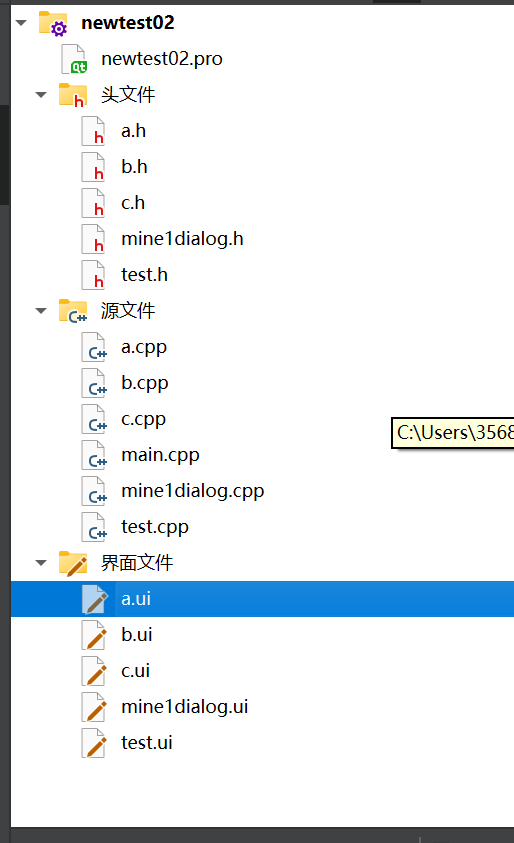 newtest02
newtest02.pro
头文件
a.h
b.h
c.h
mine1dialog.h
test.h
源文件
a.cpp
b.cpp
c.cpp
C:\Users\3568
main.cpp
mine1dialog.cpp
test.cpp
界面文件
a.ui
b.ui
c.ui
mine1dialog.ui
test.ui